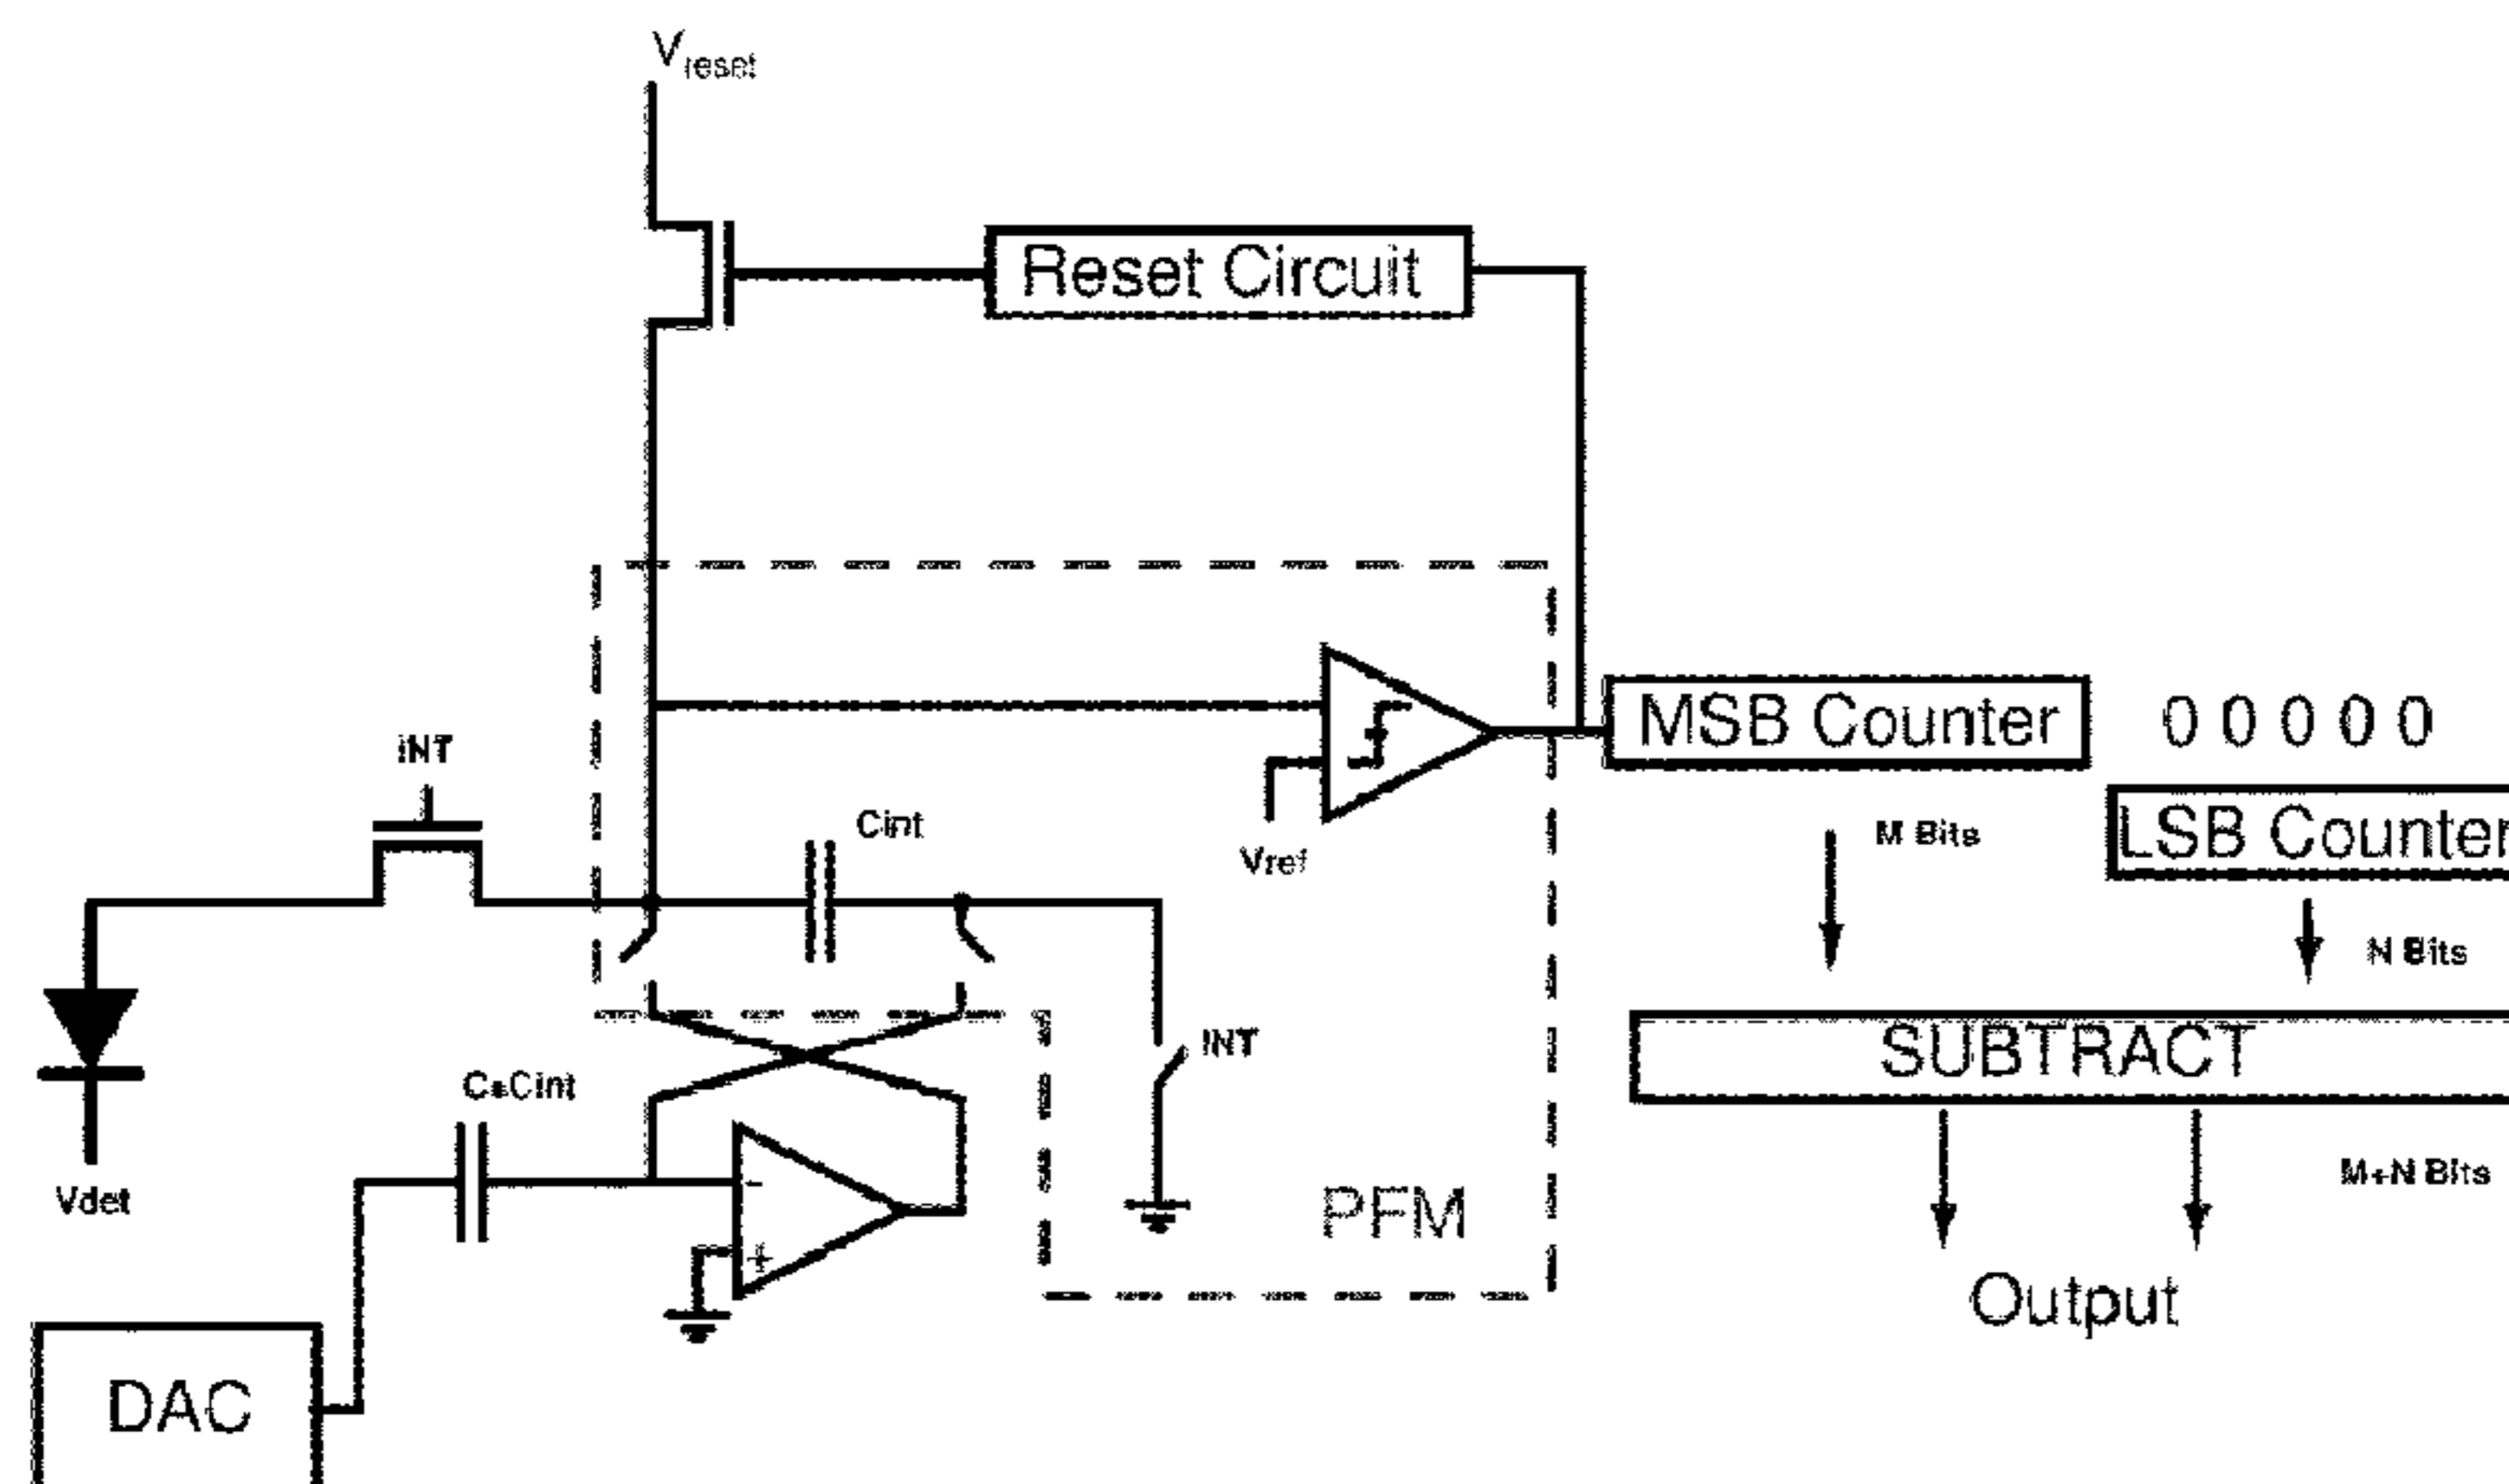 Vreset
Reset Circuit
MSB Counter
0 0 0 0 0
INT
Cint
Vref
M Bits
LSB Counter
N Bits
INT
SUBTRACT
C=Cint
Vdet
-
+
PFM
M+N Bits
Output
DAC